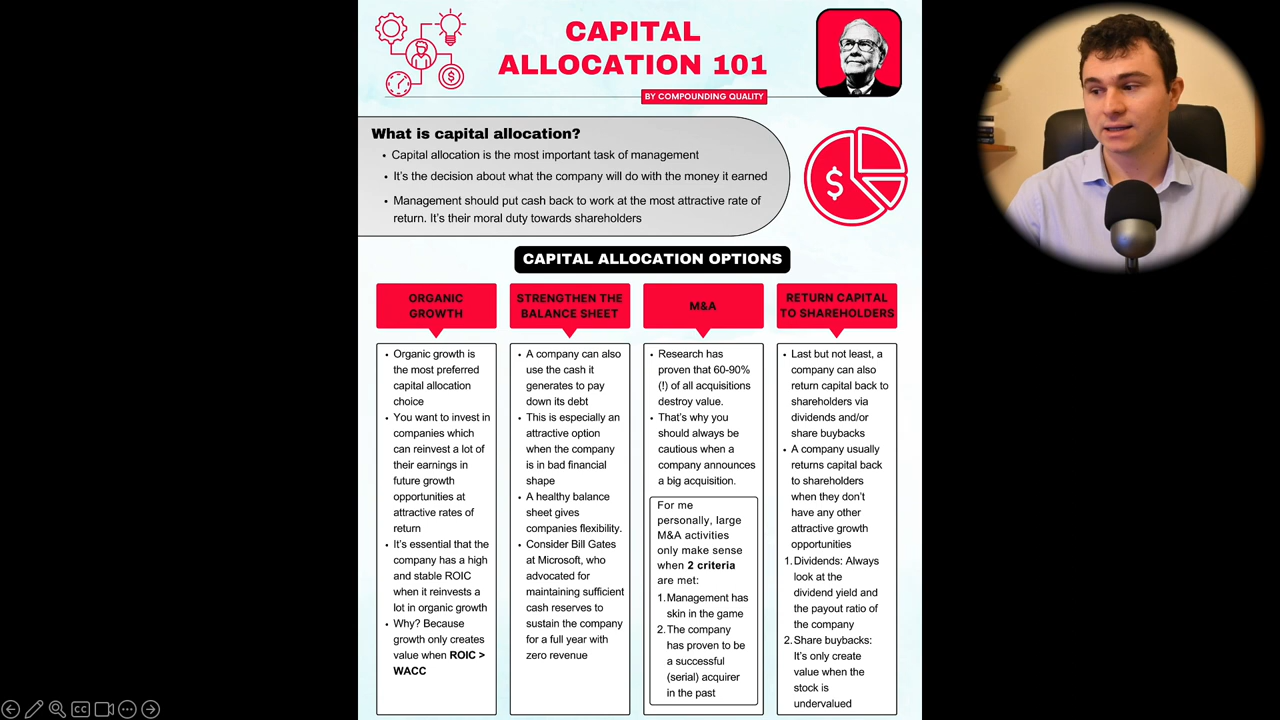 CAPITAL
ALLOCATION 101
BY COMPOUNDING QUALITY
What is capital allocation?
• Capital allocation is the most important task of management
• It's the decision about what the company will do with the money it earned
• Management should put cash back to work at the most attractive rate of
return. It's their moral duty towards shareholders
$
CAPITAL ALLOCATION OPTIONS
ORGANIC
GROWTH
• Organic growth is
the most preferred
capital allocation
choice
• You want to invest in
companies which
can reinvest a lot of
their earnings in
future growth
opportunities at
attractive rates of
return
• It's essential that the
company has a high
and stable ROIC
when it reinvests a
lot in organic growth
• Why? Because
growth only creates
value when ROIC >
WACC
STRENGTHEN THE
BALANCE SHEET
• A company can also
use the cash it
generates to pay
down its debt
• This is especially an
attractive option
when the company
is in bad financial
shape
• A healthy balance
sheet gives
companies flexibility.
• Consider Bill Gates
at Microsoft, who
advocated for
maintaining sufficient
cash reserves to
sustain the company
for a full year with
zero revenue
M&A
• Research has
proven that 60-90%
(!) of all acquisitions
destroy value.
• That's why you
should always be
cautious when a
company announces
a big acquisition.
For me
personally, large
M&A activities
only make sense
when 2 criteria
are met:
1. Management has
skin in the game
2. The company
has proven to be
a successful
(serial) acquirer
in the past
RETURN CAPITAL
TO SHAREHOLDERS
• Last but not least, a
company can also
return capital back to
shareholders via
dividends and/or
share buybacks
• A company usually
returns capital back
to shareholders
when they don't
have any other
attractive growth
opportunities
1. Dividends: Always
look at the
dividend yield and
the payout ratio of
the company
2. Share buybacks:
It's only create
value when the
stock is
undervalued
CC